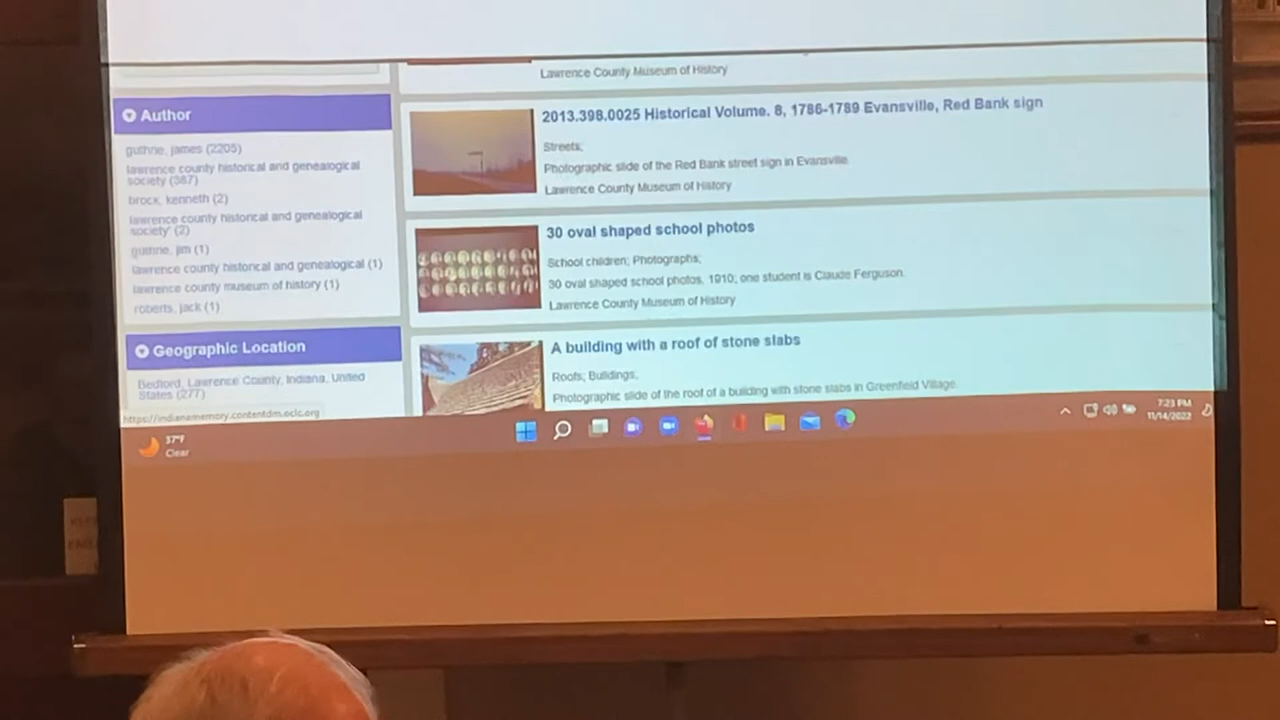 Lawrence County Museum of History
Author
guthrie, james (2205)
lawrence county historical and genealogical
society (387)
brock, kenneth (2)
lawrence county historical and genealogical
society' (2)
guthrie, jim (1)
lawrence county historical and genealogical (1)
lawrence county museum of history (1)
roberts, jack (1)
Geographic Location
Bedford, Lawrence County, Indiana, United
States (277)
https://indianamemory.contentdm.oclc.org
2013.398.0025 Historical Volume. 8, 1786-1789 Evansville, Red Bank sign
Streets;
Photographic slide of the Red Bank street sign in Evansville.
Lawrence County Museum of History
30 oval shaped school photos
School children; Photographs;
30 oval shaped school photos, 1910; one student is Claude Ferguson.
Lawrence County Museum of History
A building with a roof of stone slabs
Roofs; Buildings;
Photographic slide of the roof of a building with stone slabs in Greenfield Village.
37°F
Clear
7:23 PM
11/14/2022